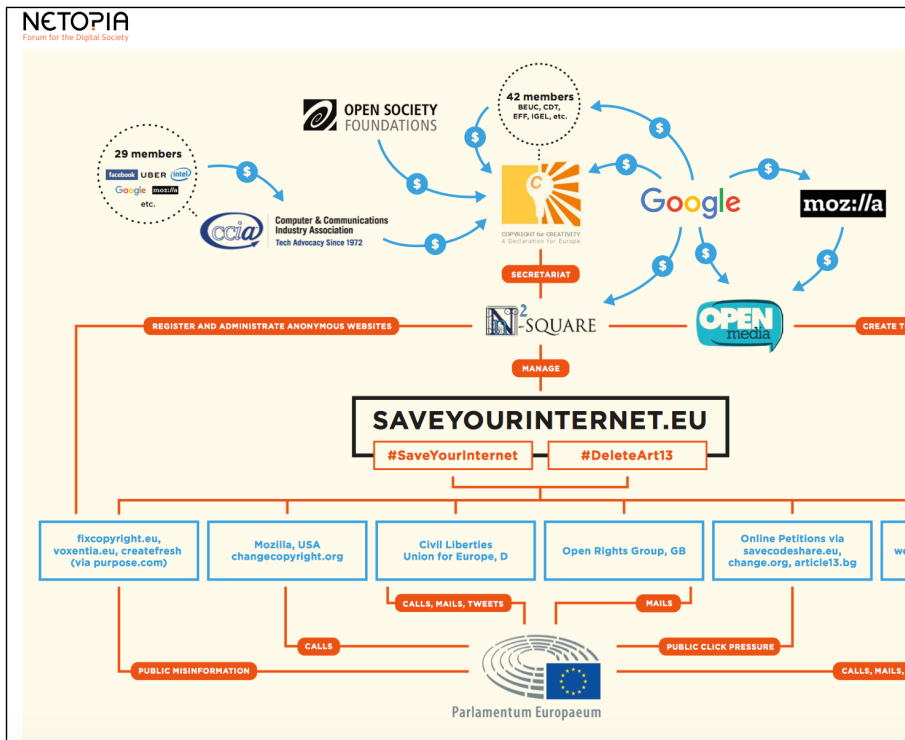 NETOPIA
Forum for the Digital Society
42 members
BEUC, CDT,
EFF, IGEL, etc.
OPEN SOCIETY
FOUNDATIONS
$
$
$
$
29 members
facebook UBER intel
Google moz://a
etc.
$
$
Google
moz://a
ccia
Computer & Communications
Industry Association
Tech Advocacy Since 1972
C
COPYRIGHT for CREATIVITY
A Declaration for Europe
$
$
$
SECRETARIAT
REGISTER AND ADMINISTRATE ANONYMOUS WEBSITES
N²-SQUARE
OPEN
media
CREATE T
MANAGE
SAVEYOURINTERNET.EU
#SaveYourInternet
#DeleteArt13
fixcopyright.eu,
voxentia.eu, createfresh
(via purpose.com)
Mozilla, USA
changecopyright.org
Civil Liberties
Union for Europe, D
Open Rights Group, GB
Online Petitions via
savecodeshare.eu,
change.org, article13.bg
we
CALLS, MAILS, TWEETS
MAILS
CALLS
PUBLIC CLICK PRESSURE
PUBLIC MISINFORMATION
CALLS, MAILS,
Parlamentum Europaeum